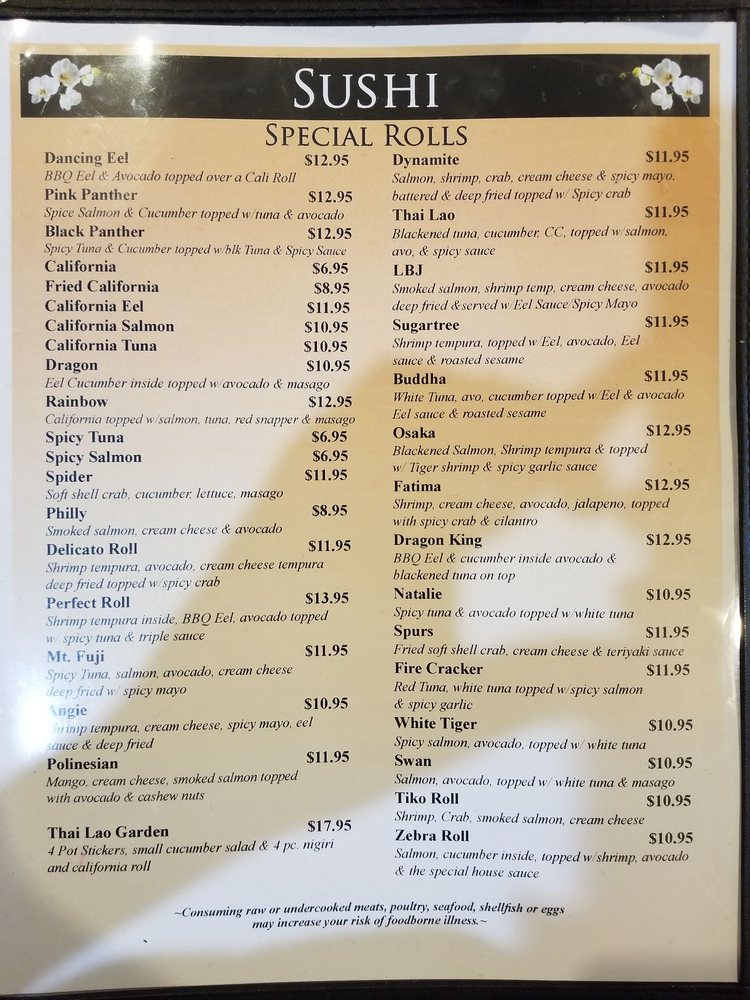 SUSHI
SPECIAL ROLLS
Dancing Eel $12.95
BBQ Eel & Avocado topped over a Cali Roll
Pink Panther $12.95
Spice Salmon & Cucumber topped w/tuna & avocado
Black Panther $12.95
Spicy Tuna & Cucumber topped w/blk Tuna & Spicy Sauce
California $6.95
Fried California $8.95
California Eel $11.95
California Salmon $10.95
California Tuna $10.95
Dragon $10.95
Eel Cucumber inside topped w/avocado & masago
Rainbow $12.95
California topped w/salmon, tuna, red snapper & masago
Spicy Tuna $6.95
Spicy Salmon $6.95
Spider $11.95
Soft shell crab, cucumber, lettuce, masago
Philly $8.95
Smoked salmon, cream cheese & avocado
Delicato Roll $11.95
Shrimp tempura, avocado, cream cheese tempura
deep fried topped w/spicy crab
Perfect Roll $13.95
Shrimp tempura inside, BBQ Eel, avocado topped
w/ spicy tuna & triple sauce
Mt. Fuji $11.95
Spicy Tuna, salmon, avocado, cream cheese
deep fried w/ spicy mayo
Angie $10.95
Shrimp tempura, cream cheese, spicy mayo, eel
sauce & deep fried
Polinesian $11.95
Mango, cream cheese, smoked salmon topped
with avocado & cashew nuts
Thai Lao Garden $17.95
4 Pot Stickers, small cucumber salad & 4 pc. nigiri
and california roll
Dynamite $11.95
Salmon, shrimp, crab, cream cheese & spicy mayo,
battered & deep fried topped w/ Spicy crab
Thai Lao $11.95
Blackened tuna, cucumber, CC, topped w/salmon,
avo, & spicy sauce
LBJ $11.95
Smoked salmon, shrimp temp, cream cheese, avocado
deep fried &served w/Eel Sauce/Spicy Mayo
Sugartree $11.95
Shrimp tempura, topped w/Eel, avocado, Eel
sauce & roasted sesame
Buddha $11.95
White Tuna, avo, cucumber topped w/Eel & avocado
Eel sauce & roasted sesame
Osaka $12.95
Blackened Salmon, Shrimp tempura & topped
w/ Tiger shrimp & spicy garlic sauce
Fatima $12.95
Shrimp, cream cheese, avocado, jalapeno, topped
with spicy crab & cilantro
Dragon King $12.95
BBQ Eel & cucumber inside avocado &
blackened tuna on top
Natalie $10.95
Spicy tuna & avocado topped w/white tuna
Spurs $11.95
Fried soft shell crab, cream cheese & teriyaki sauce
Fire Cracker $11.95
Red Tuna, white tuna topped w/spicy salmon
& spicy garlic
White Tiger $10.95
Spicy salmon, avocado, topped w/ white tuna
Swan $10.95
Salmon, avocado, topped w/ white tuna & masago
Tiko Roll $10.95
Shrimp, Crab, smoked salmon, cream cheese
Zebra Roll $10.95
Salmon, cucumber inside, topped w/shrimp, avocado
& the special house sauce
~Consuming raw or undercooked meats, poultry, seafood, shellfish or eggs
may increase your risk of foodborne illness.~